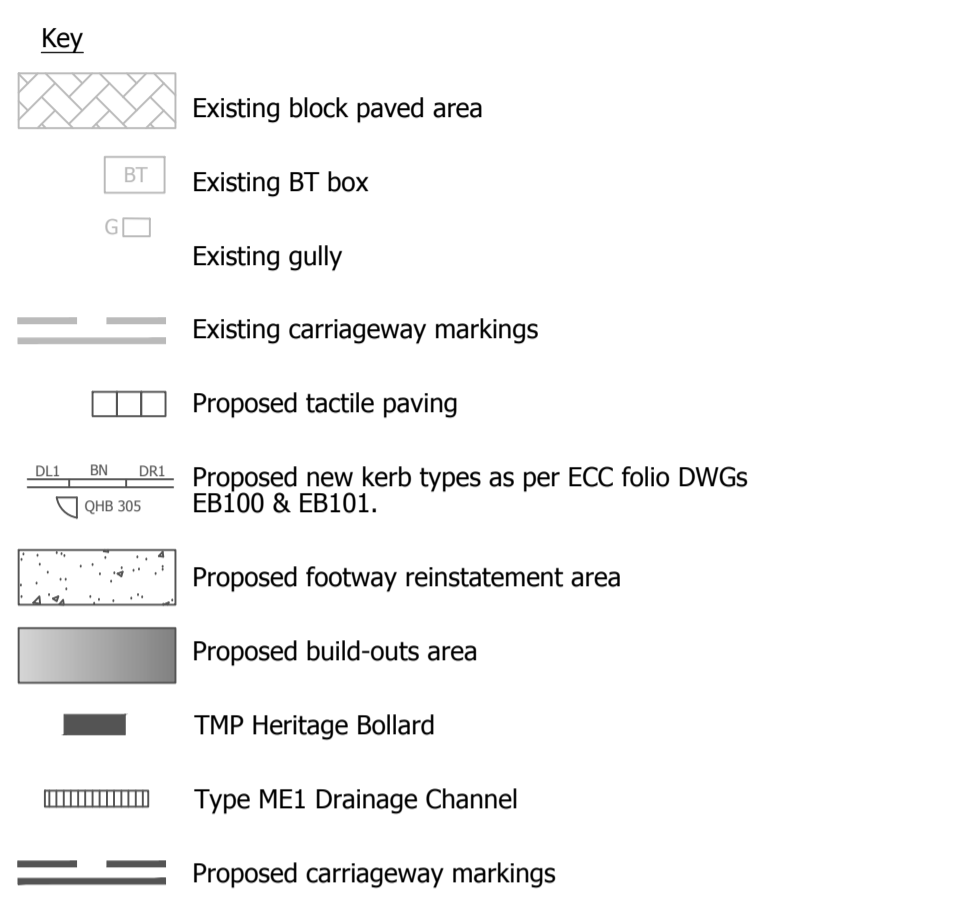 Key
Existing block paved area
BT
Existing BT box
G
Existing gully
Existing carriageway markings
Proposed tactile paving
DL1 BN DR1
Proposed new kerb types as per ECC folio DWGs
QHB 305
EB100 & EB101.
Proposed footway reinstatement area
Proposed build-outs area
TMP Heritage Bollard
Type ME1 Drainage Channel
Proposed carriageway markings